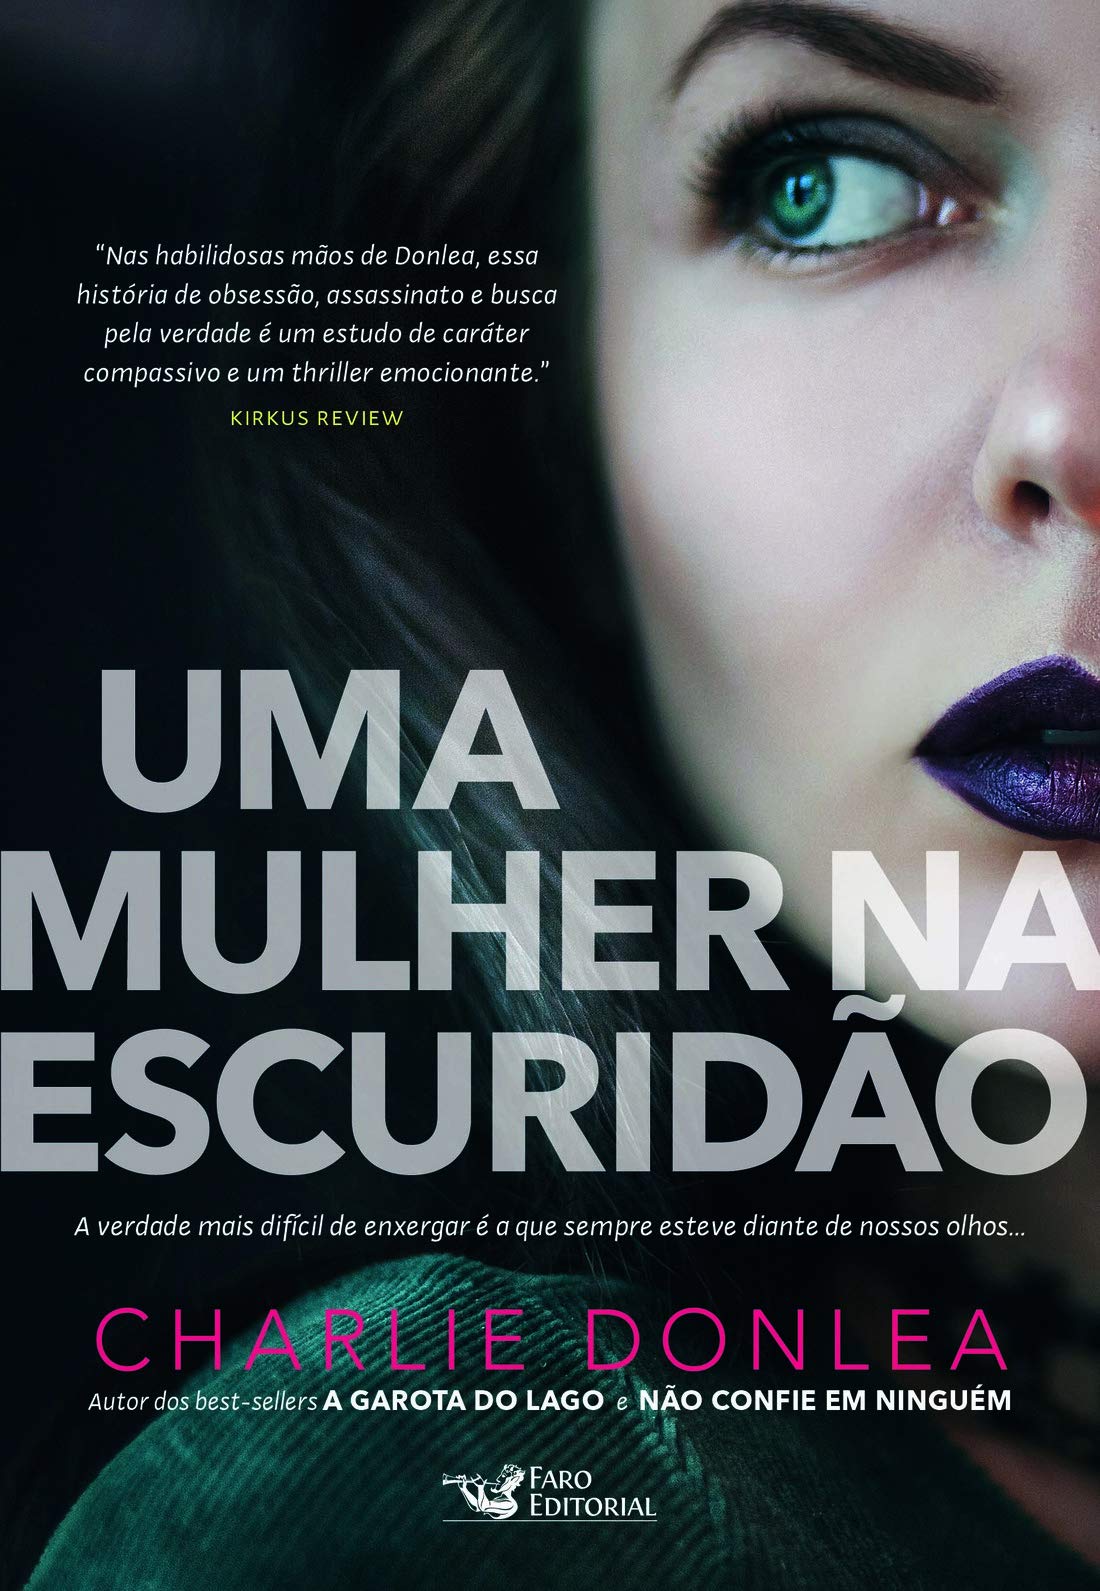 “Nas habilidosas mãos de Donlea, essa
história de obsessão, assassinato e busca
pela verdade é um estudo de caráter
compassivo e um thriller emocionante.”
KIRKUS REVIEW
UMA
MULHER NA
ESCURIDÃO
A verdade mais difícil de enxergar é a que sempre esteve diante de nossos olhos...
CHARLIE DONLEA
Autor dos best-sellers A GAROTA DO LAGO e NÃO CONFIE EM NINGUÉM
FARO
EDITORIAL